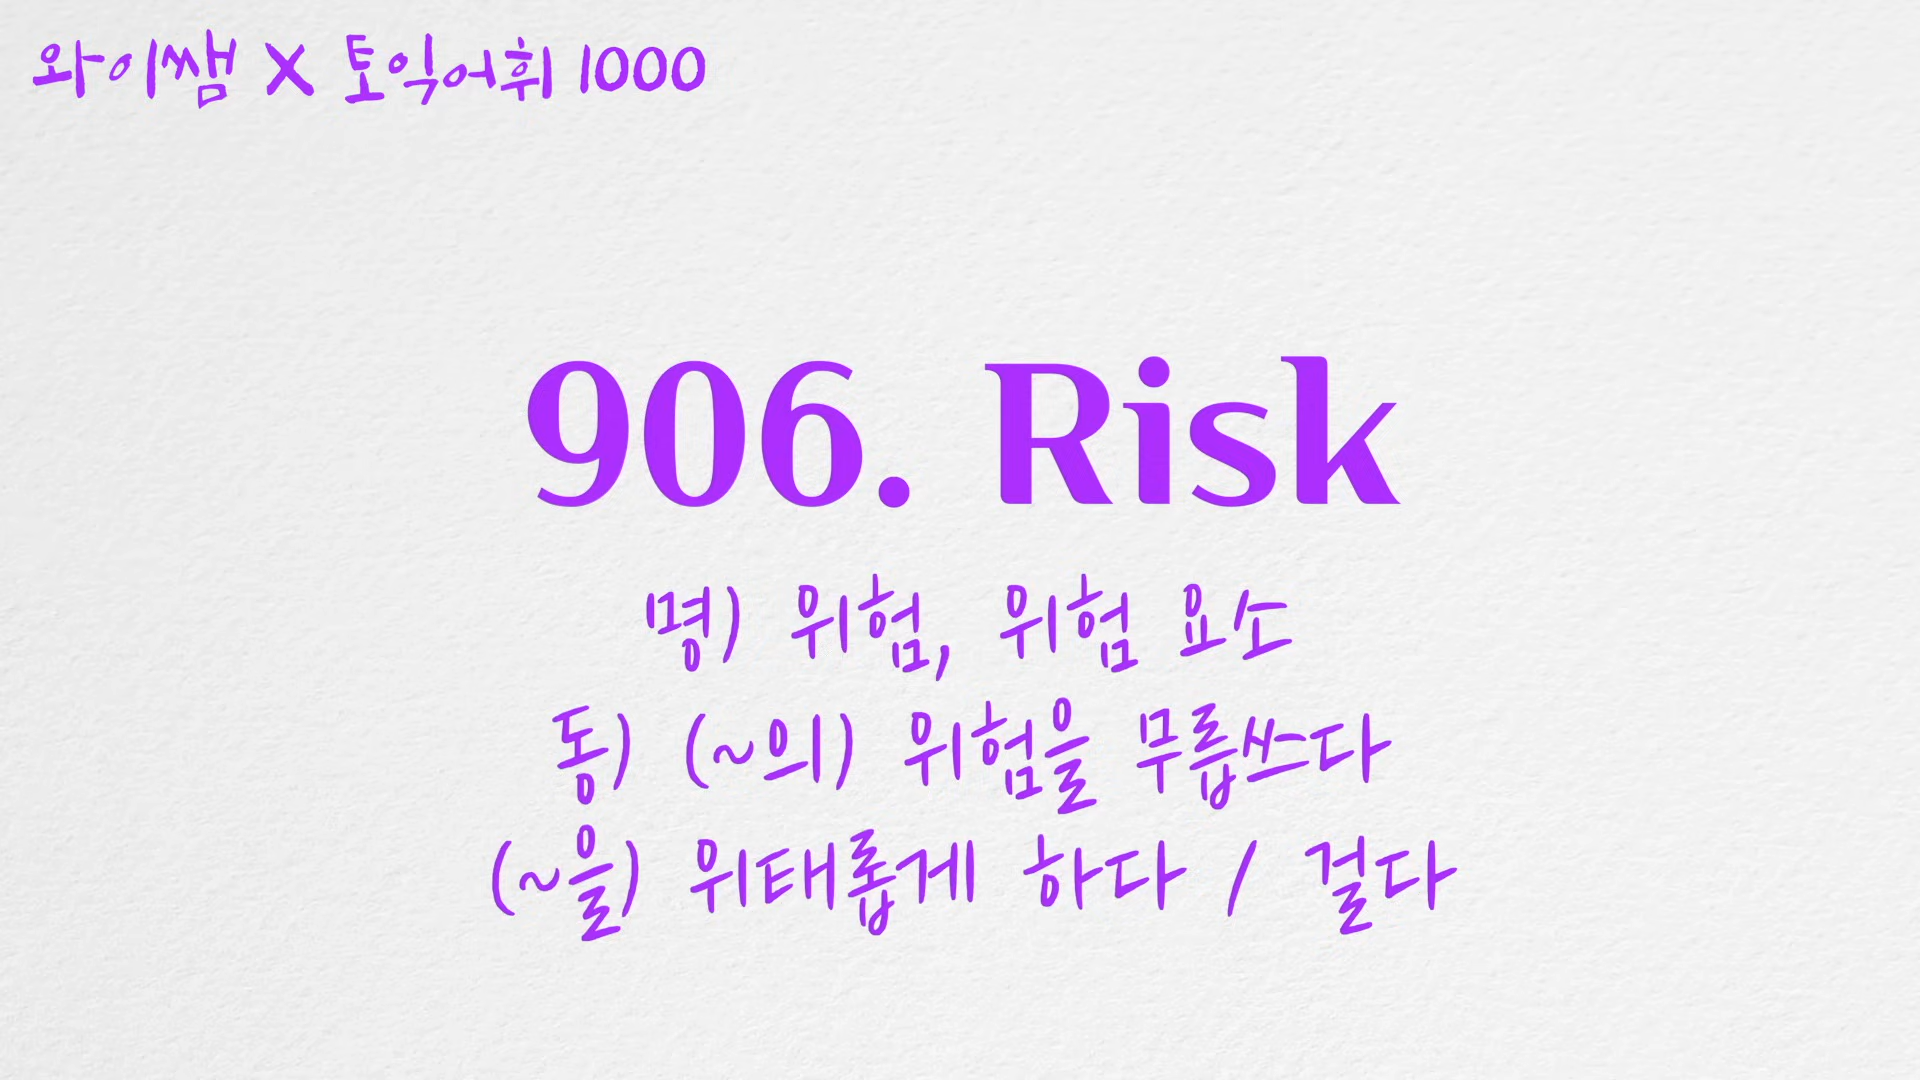 와이쌤 X 토익어휘 1000
906. Risk
명) 위험, 위험 요소
동) (~의) 위험을 무릅쓰다
(~을) 위태롭게 하다 / 걸다